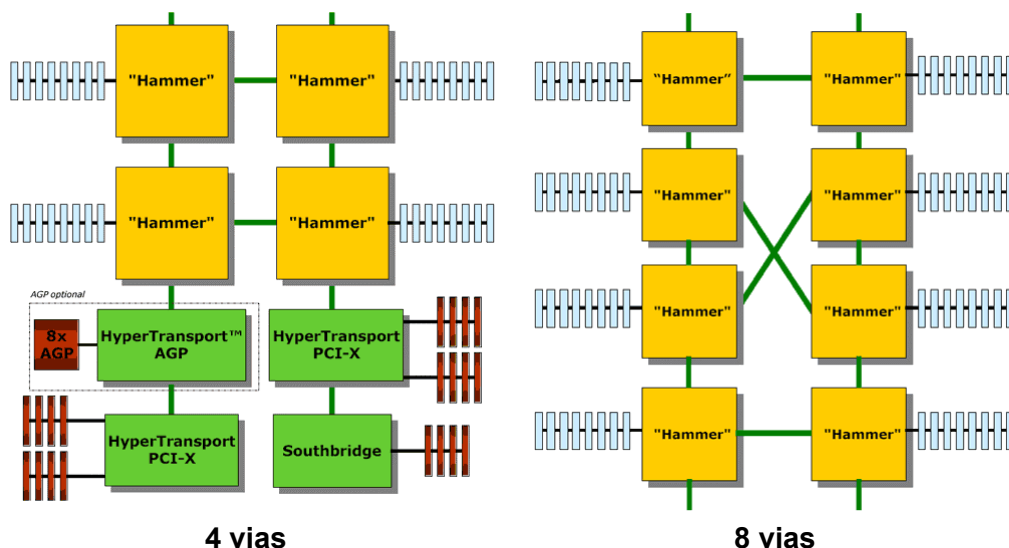 "Hammer"
"Hammer"
"Hammer"
"Hammer"
AGP optional
8x
AGP
HyperTransport™
AGP
HyperTransport
PCI-X
HyperTransport
PCI-X
Southbridge
4 vias
“Hammer”
"Hammer"
"Hammer"
"Hammer"
"Hammer"
"Hammer"
"Hammer"
"Hammer"
8 vias